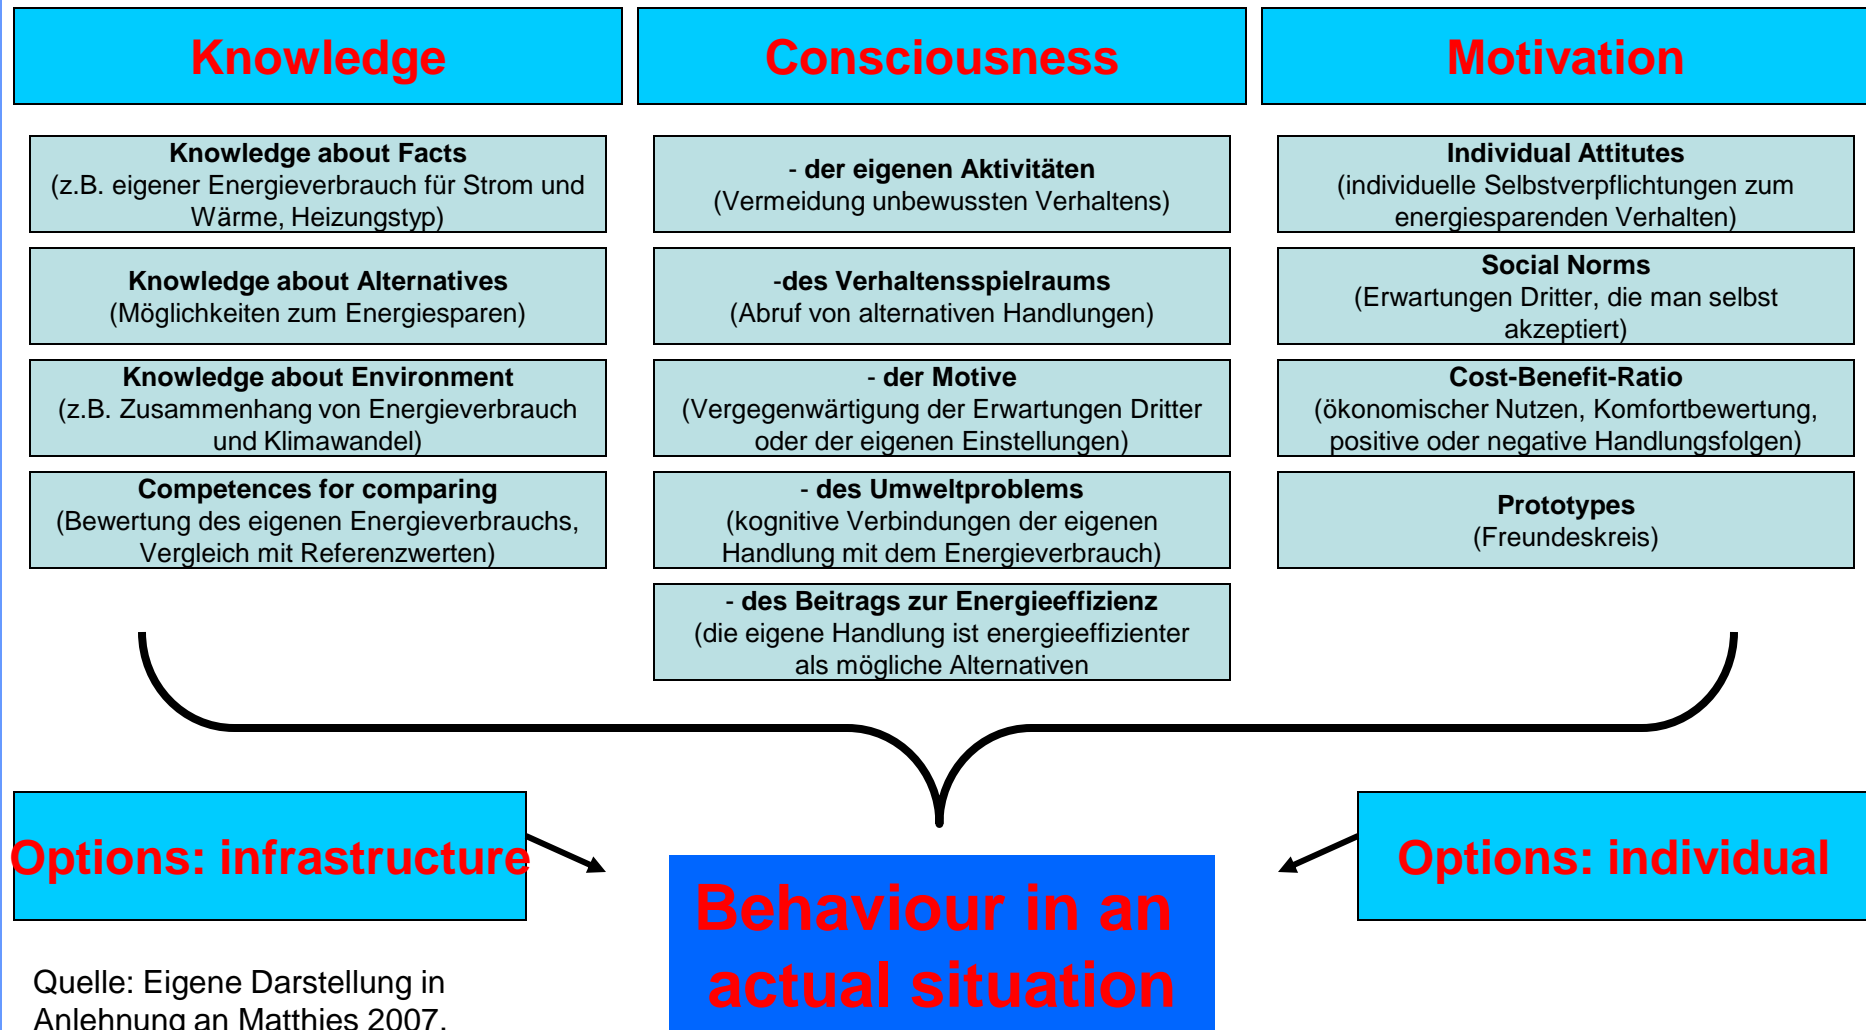 Knowledge
Consciousness
Motivation
Knowledge about Facts
(z.B. eigener Energieverbrauch für Strom und
Wärme, Heizungstyp)
Knowledge about Alternatives
(Möglichkeiten zum Energiesparen)
Knowledge about Environment
(z.B. Zusammenhang von Energieverbrauch
und Klimawandel)
Competences for comparing
(Bewertung des eigenen Energieverbrauchs,
Vergleich mit Referenzwerten)
- der eigenen Aktivitäten
(Vermeidung unbewussten Verhaltens)
-des Verhaltensspielraums
(Abruf von alternativen Handlungen)
- der Motive
(Vergegenwärtigung der Erwartungen Dritter
oder der eigenen Einstellungen)
- des Umweltproblems
(kognitive Verbindungen der eigenen
Handlung mit dem Energieverbrauch)
- des Beitrags zur Energieeffizienz
(die eigene Handlung ist energieeffizienter
als mögliche Alternativen
Individual Attitutes
(individuelle Selbstverpflichtungen zum
energiesparenden Verhalten)
Social Norms
(Erwartungen Dritter, die man selbst
akzeptiert)
Cost-Benefit-Ratio
(ökonomischer Nutzen, Komfortbewertung,
positive oder negative Handlungsfolgen)
Prototypes
(Freundeskreis)
Options: infrastructure
Options: individual
Behaviour in an
actual situation
Quelle: Eigene Darstellung in
Anlehnung an Matthies 2007.